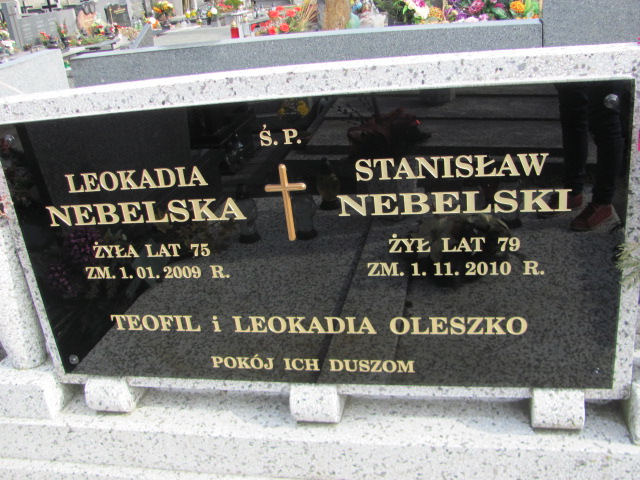 Ś. P.
LEOKADIA
NEBELSKA
ŻYŁA LAT 75
ZM. 1.01.2009 R.
STANISŁAW
NEBELSKI
ŻYŁ LAT 79
ZM. 1.11.2010 R.
TEOFIL i LEOKADIA OLESZKO
POKÓJ ICH DUSZOM